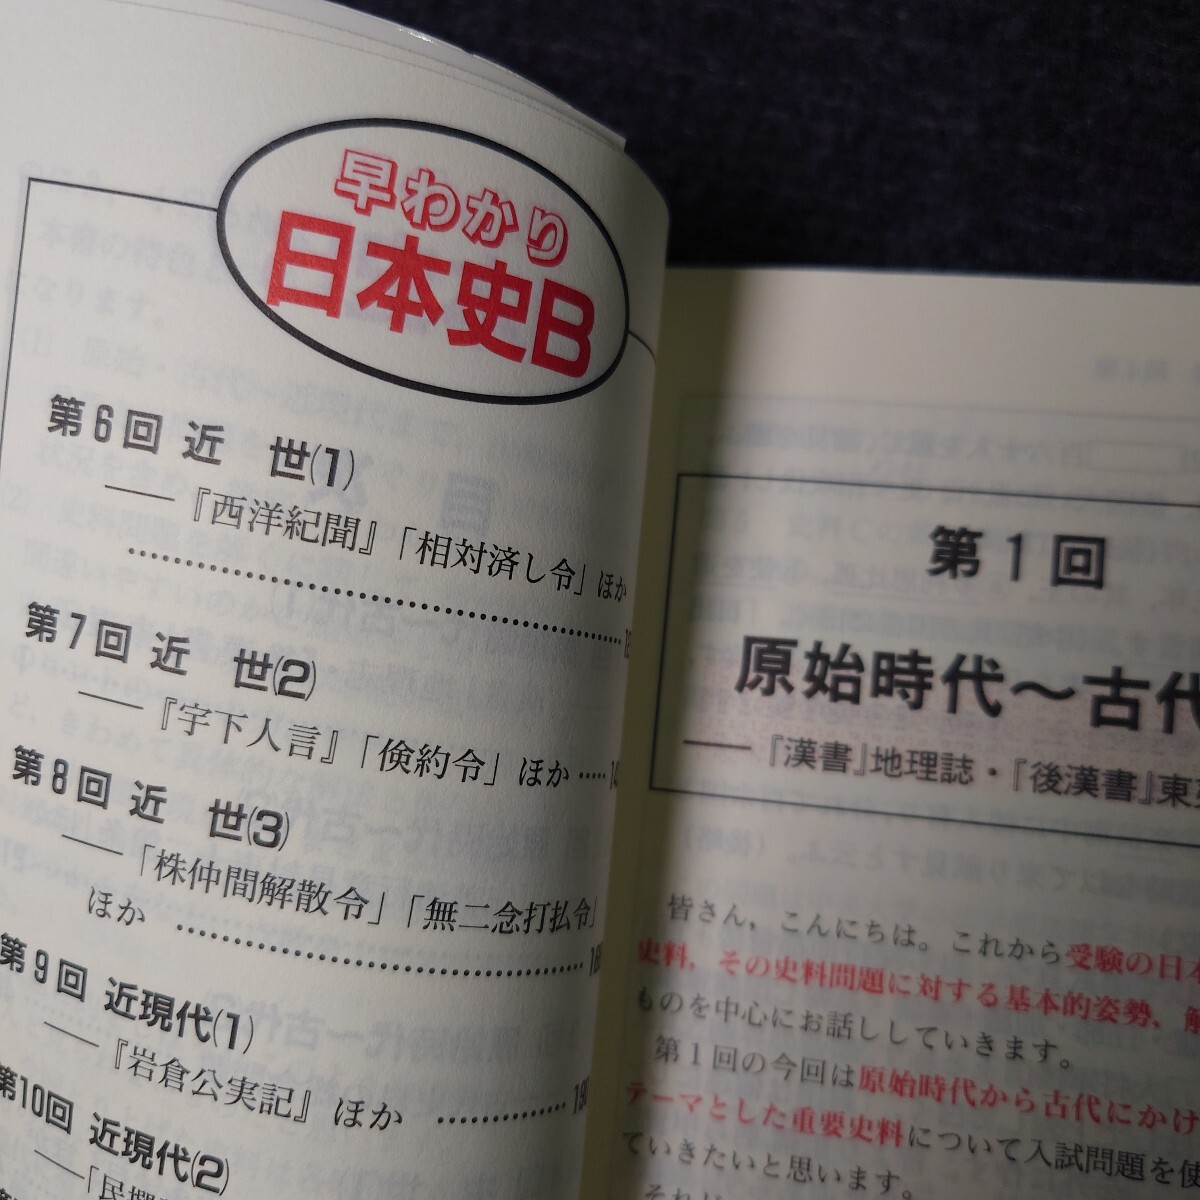 早わかり
日本史B
第6回 近 世(1)
――『西洋紀聞』「相対済し令」ほか
第7回 近 世(2)
――『宇下人言』「倹約令」ほか ……
第8回 近 世(3)
――「株仲間解散令」「無二念打払令」
ほか
第9回 近現代(1)
――『岩倉公実記』ほか ………… 190
第10回 近現代(2)
第1回
原始時代～古代
――『漢書』地理誌・『後漢書』東
皆さん，こんにちは。これから受験の日本
史料，その史料問題に対する基本的姿勢，解
ものを中心にお話ししていきます。
第1回の今回は原始時代から古代にかけ
テーマとした重要史料について入試問題を使
ていきたいと思います。